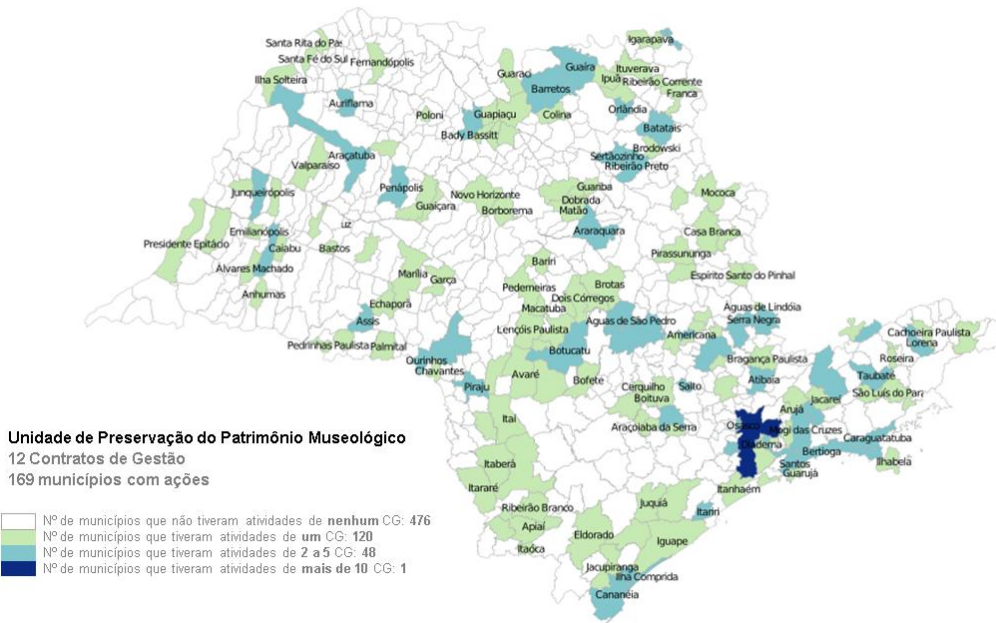 Igarapava
Santa Rita do Pa
Santa Fé do Sul
Fernandópolis
Guaíra
Ituverava
Guaraci
Ilha Solteira
Ipuã
Ribeirão Corrente
Barretos
Franca
Auriflama
Orlândia
Poloni
Guapiaçu
Colina
Batatais
Bady Bassitt
Brodowski
Araçatuba
Sertãozinho
Valparaíso
Ribeirão Preto
Penápolis
Guariba
Junqueirópolis
Novo Horizonte
Mococa
Dobrada
Guaiçara
Borborema
Matão
uz
Emilianópolis
Araraquara
Casa Branca
Presidente Epitácio
Caiabu
Bastos
Pirassununga
Bariri
Álvares Machado
Marília
Garça
Espírito Santo do Pinhal
Pederneiras
Brotas
Anhumas
Dois Córregos
Echaporã
Macatuba
Águas de Lindóia
Assis
Águas de São Pedro
Serra Negra
Lençóis Paulista
Americana
Cachoeira Paulista
Pedrinhas Paulista
Palmital
Lorena
Botucatu
Ourinhos
Bragança Paulista
Roseira
Chavantes
Avaré
Bofete
Taubaté
Piraju
Cerquilho
Salto
Atibaia
São Luís do Par
Boituva
Jacareí
Arujá
Itaí
Araçoiaba da Serra
Osasco
Mogi das Cruzes
Caraguatatuba
Diadema
Bertioga
Itaberá
Santos
Ilhabela
Guarujá
Itararé
Itanhaém
Juquiá
Ribeirão Branco
Itariri
Apiaí
Eldorado
Itaóca
Iguape
Jacupiranga
Ilha Comprida
Cananéia
Unidade de Preservação do Patrimônio Museológico
12 Contratos de Gestão
169 municípios com ações
Nº de municípios que não tiveram atividades de nenhum CG: 476
Nº de municípios que tiveram atividades de um CG: 120
Nº de municípios que tiveram atividades de 2 a 5 CG: 48
Nº de municípios que tiveram atividades de mais de 10 CG: 1